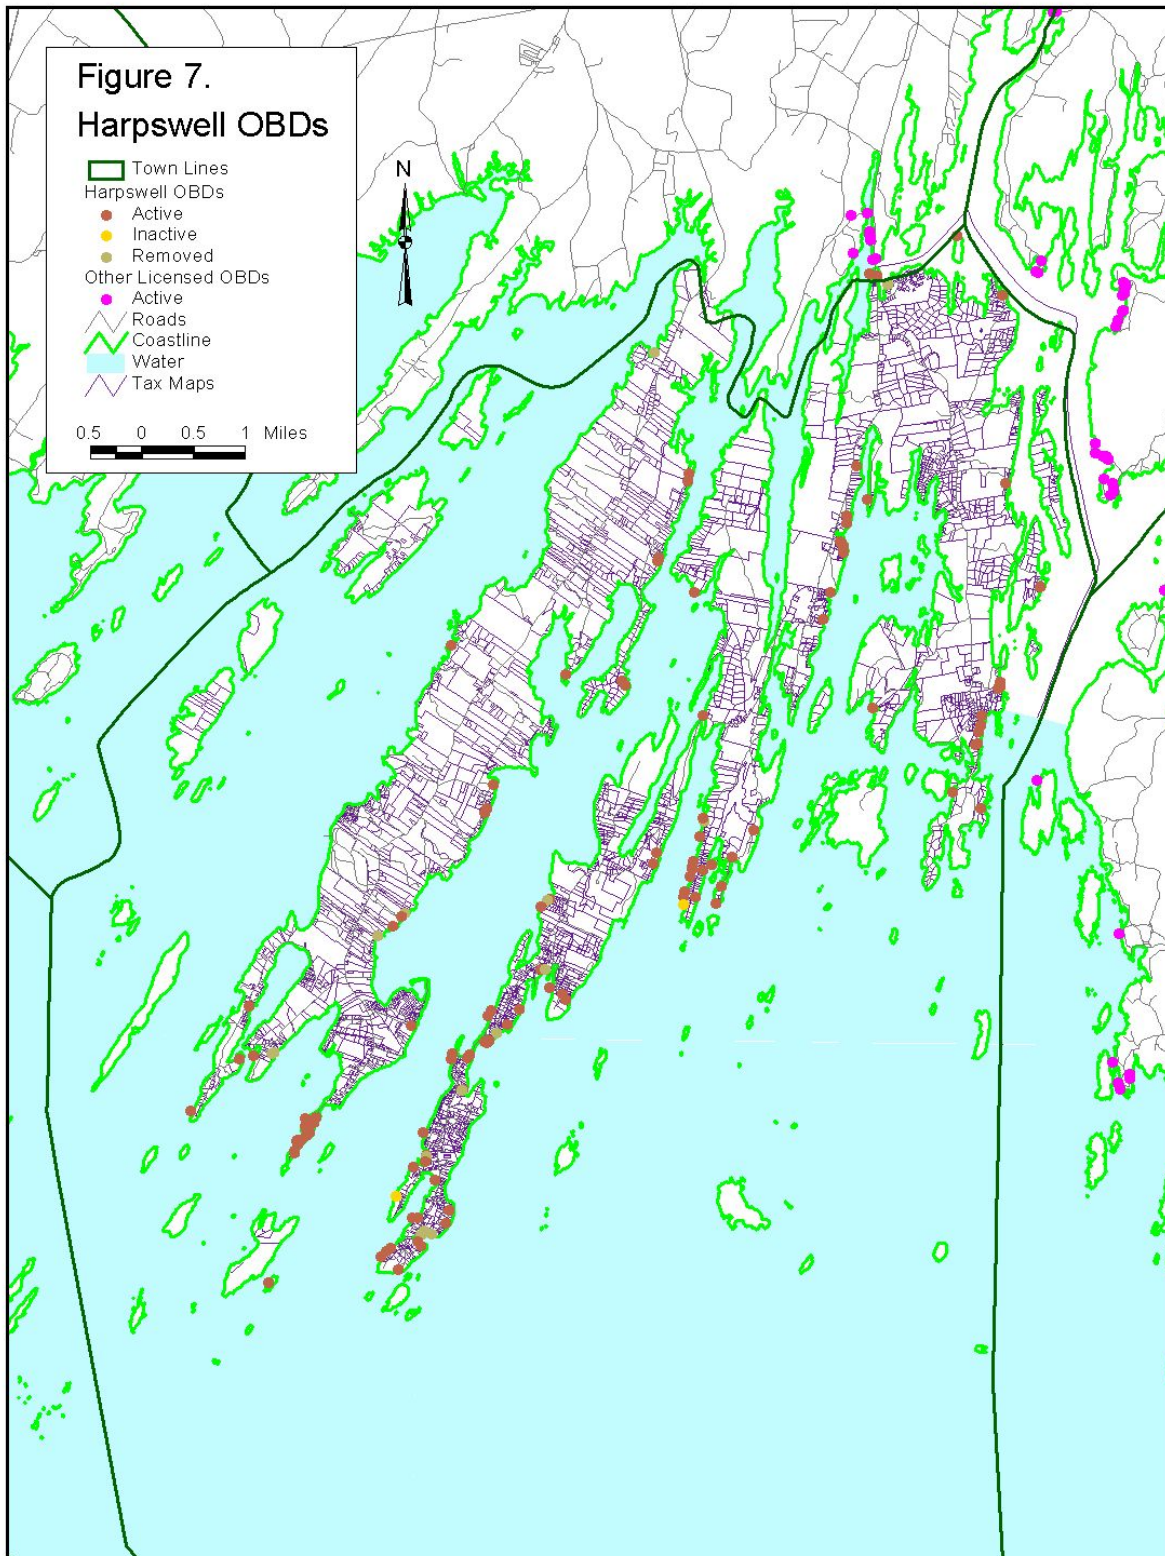 Figure 7.
Harpswell OBDs
Town Lines
Harpswell OBDs
Active
Inactive
Removed
Other Licensed OBDs
Active
Roads
Coastline
Water
Tax Maps
0.5 0 0.5 1 Miles
N